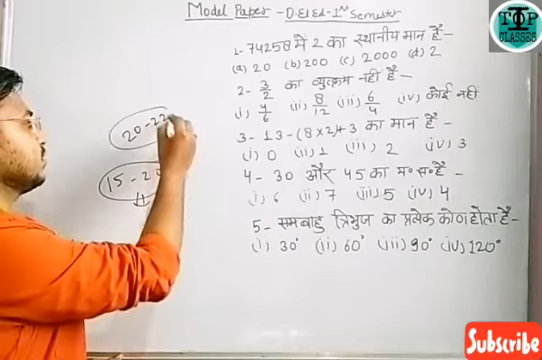 Model Paper - D.El.Ed - 1st Semester
TOP
CLASSES
1- 74258 में 2 का स्थानीय मान है -
(a) 20 (b) 200 (c) 2000 (d) 2
2- 3/2 का व्युत्क्रम नहीं है -
(i) 4/6 (ii) 8/12 (iii) 6/4 (iv) कोई नहीं
20-22
3- 13-(8×2)+3 का मान है -
(i) 0 (ii) 1 (iii) 2 (iv) 3
15-2
4- 30 और 45 का म० स० है -
(i) 6 (ii) 7 (iii) 5 (iv) 4
5- समबाहु त्रिभुज का प्रत्येक कोण होता है -
(i) 30° (ii) 60° (iii) 90° (iv) 120°
Subscribe